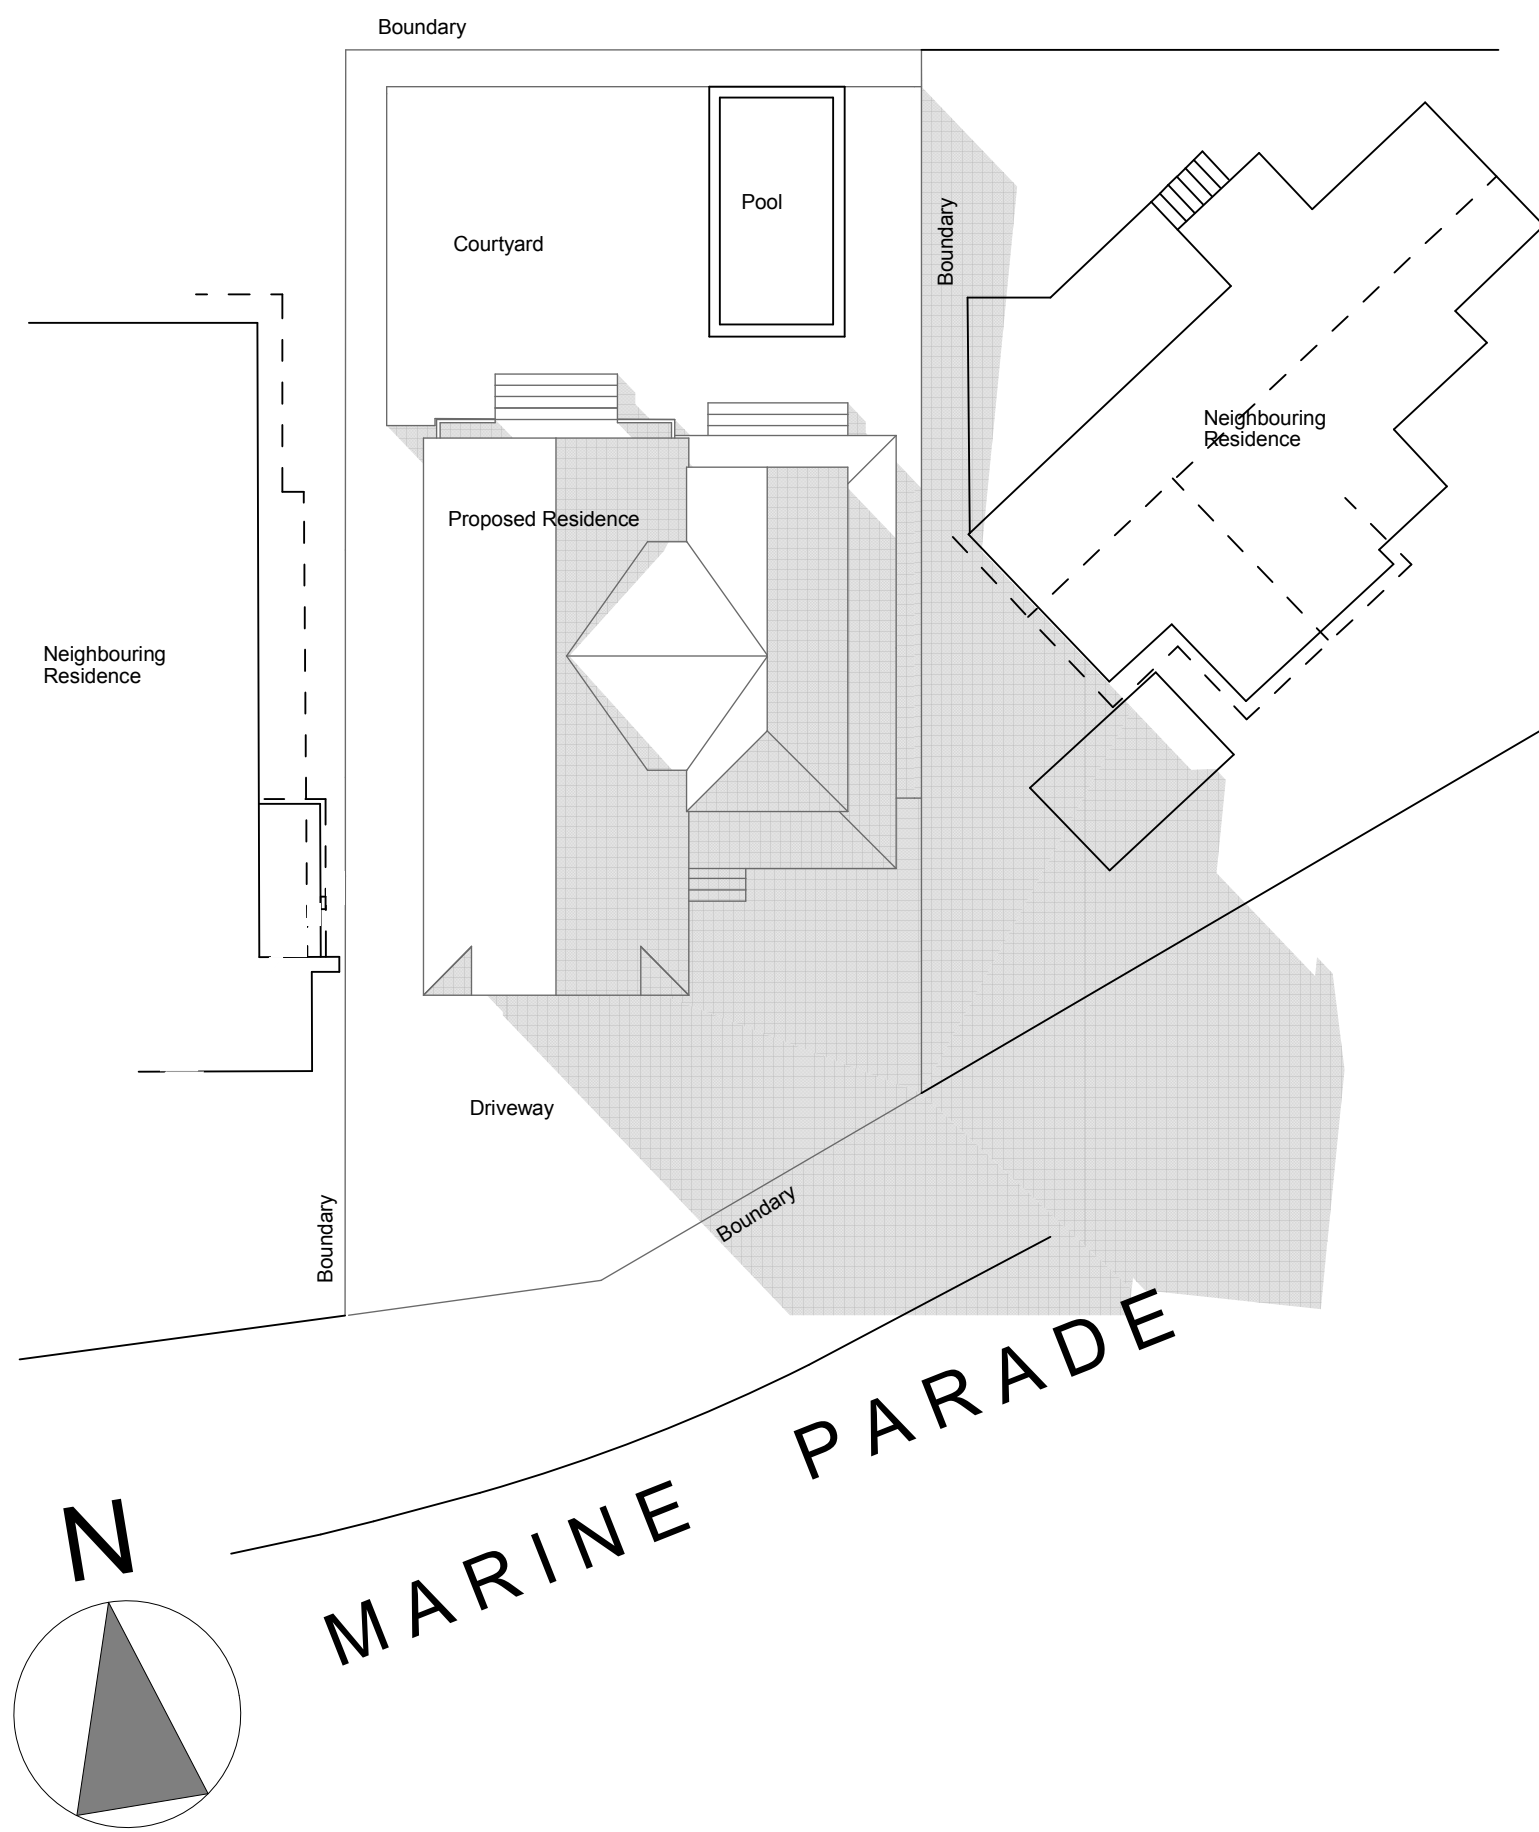 Boundary
Pool
Boundary
Courtyard
Neighbouring
Residence
Proposed Residence
Neighbouring
Residence
Driveway
Boundary
Boundary
MARINE PARADE
N